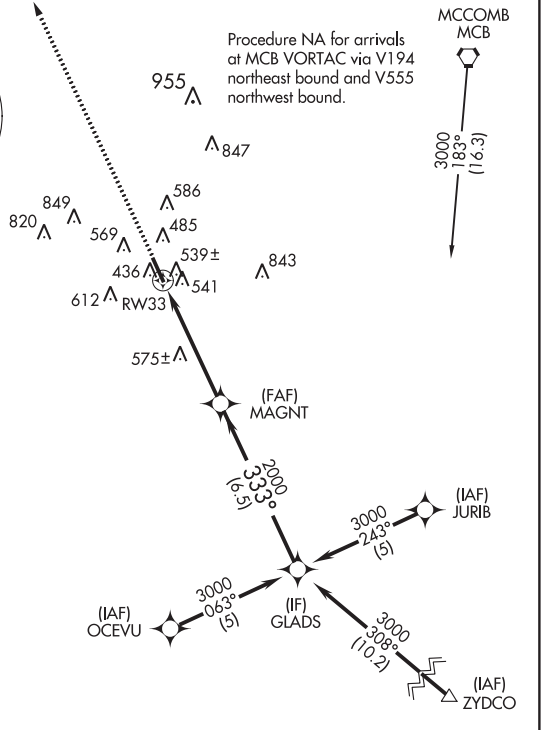 MCCOMB
MCB
Procedure NA for arrivals
at MCB VORTAC via V194
northeast bound and V555
northwest bound.
3000
183°
(16.3)
955
847
586
849
820
485
569
539±
843
436
541
612
RW33
575±
(FAF)
MAGNT
2000
333°
(6.5)
(IAF)
JURIB
3000
243°
(5)
3000
063°
(5)
(IF)
GLADS
(IAF)
OCEVU
3000
308°
(10.2)
(IAF)
ZYDCO